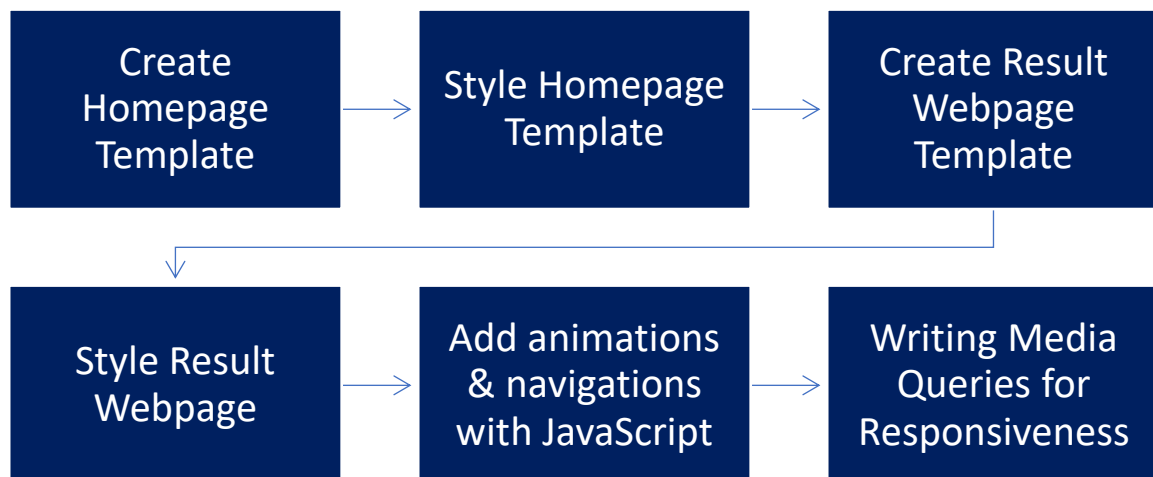 Create
Homepage
Template
Style Homepage
Template
Create Result
Webpage
Template
Style Result
Webpage
Add animations
& navigations
with JavaScript
Writing Media
Queries for
Responsiveness